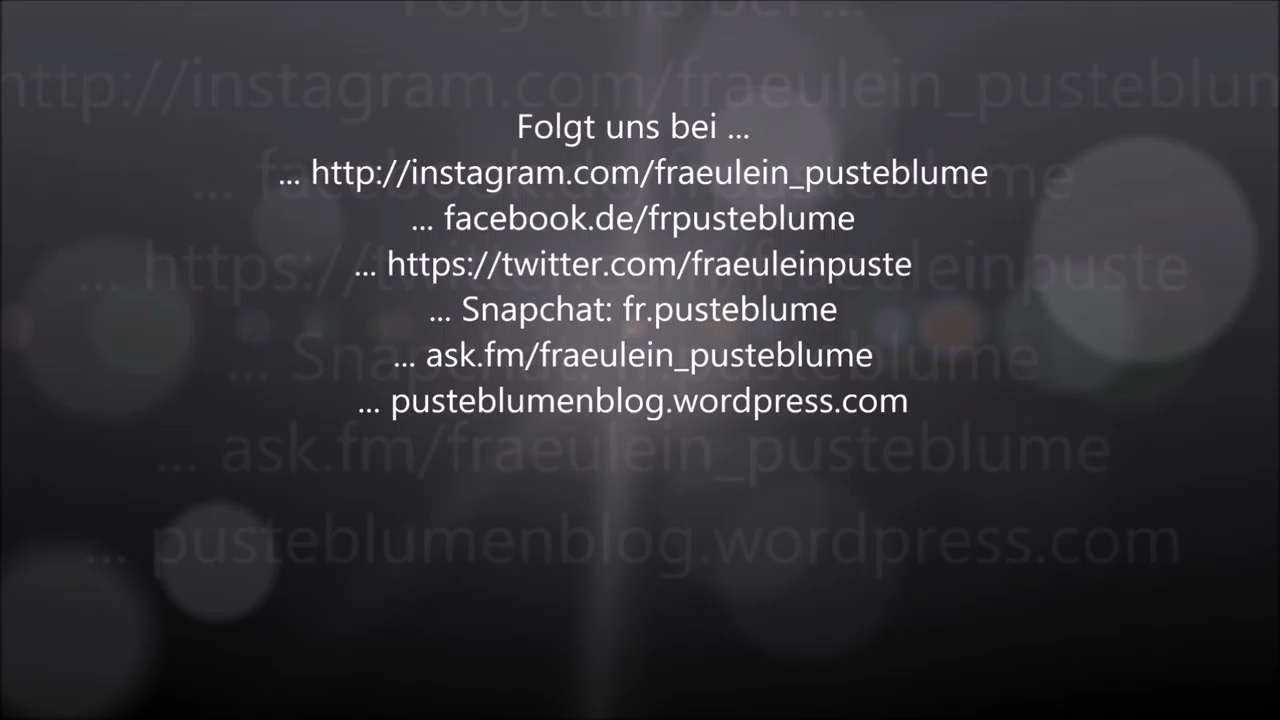 Folgt uns bei ...
... http://instagram.com/fraeulein_pusteblume
... facebook.de/frpusteblume
... https://twitter.com/fraeuleinpuste
... Snapchat: fr.pusteblume
... ask.fm/fraeulein_pusteblume
... pusteblumenblog.wordpress.com